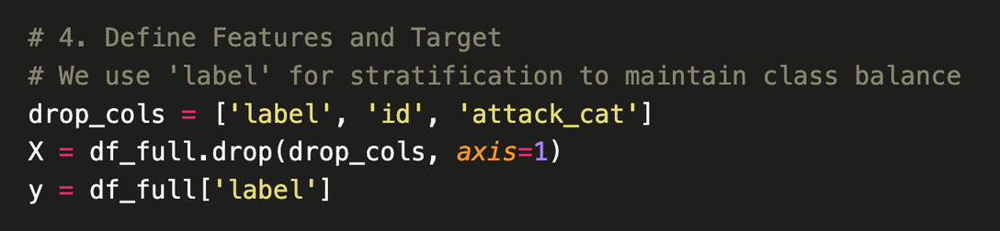 # 4. Define Features and Target
# We use 'label' for stratification to maintain class balance
drop_cols = ['label', 'id', 'attack_cat']
X = df_full.drop(drop_cols, axis=1)
y = df_full['label']